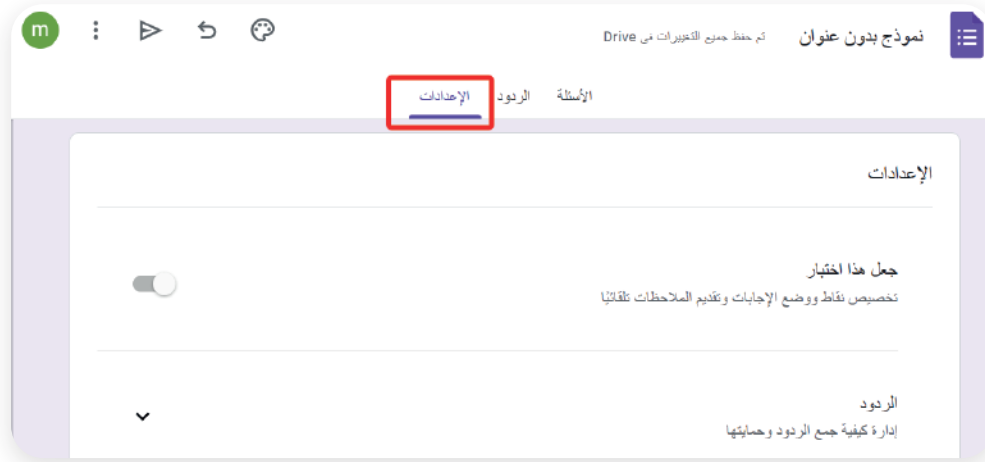 نموذج بدون عنوان
تم حفظ جميع التغييرات في Drive
m
الأسئلة
الردود
الإعدادات
الإعدادات
جعل هذا اختبار
تخصيص نقاط ووضع الإجابات وتقديم الملاحظات تلقائيًا
الردود
إدارة كيفية جمع الردود وحمايتها